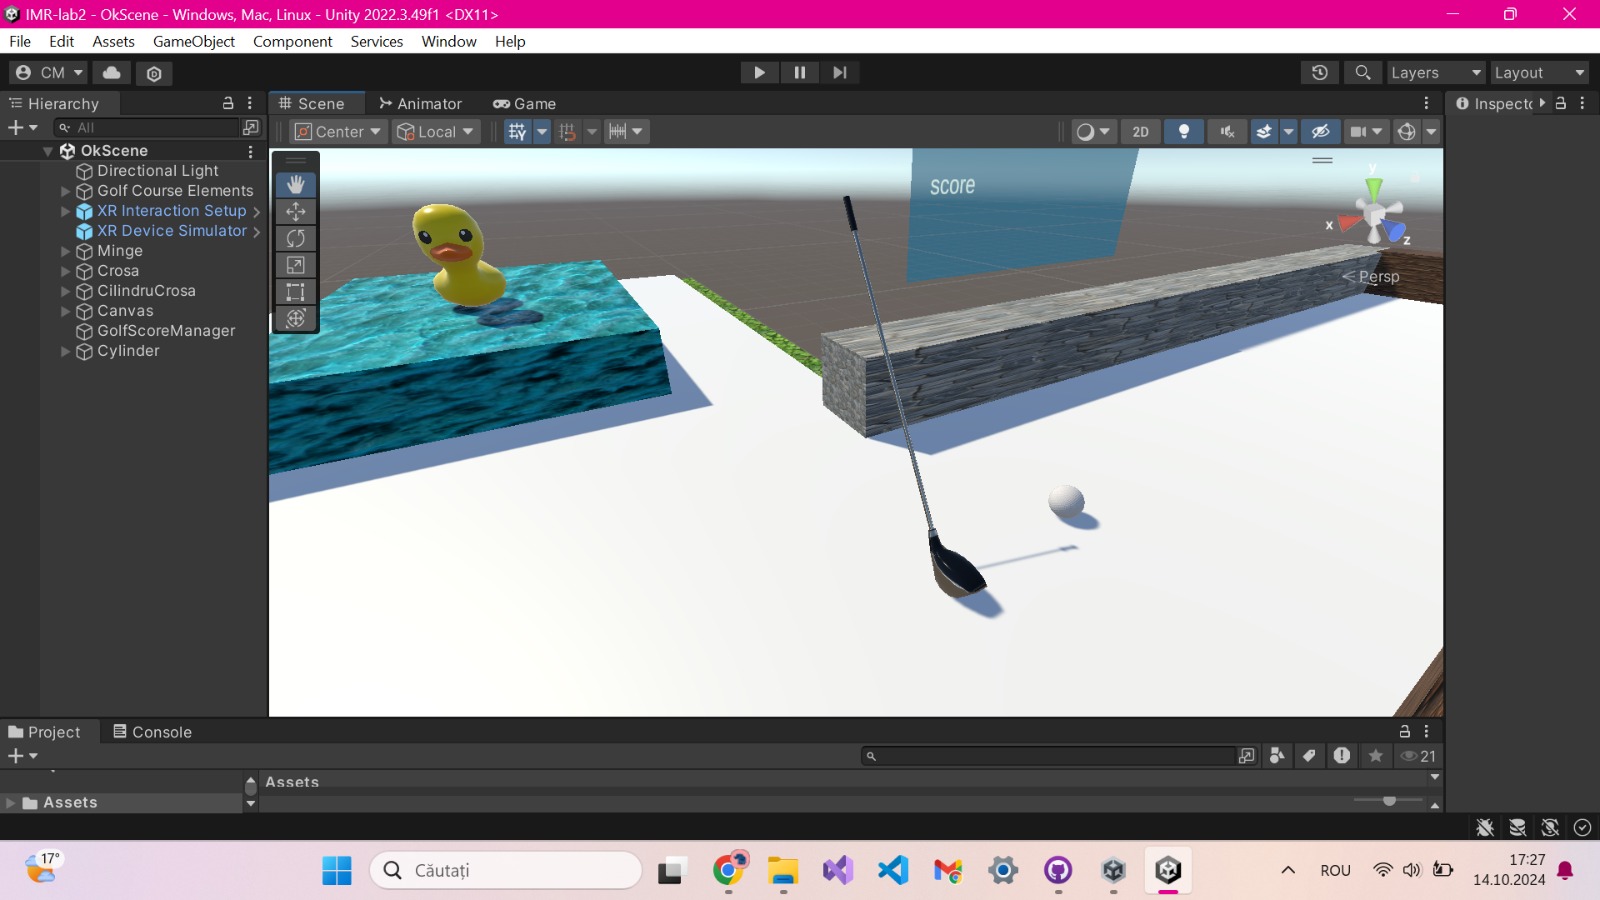 IMR-lab2 - OkScene - Windows, Mac, Linux - Unity 2022.3.49f1 <DX11>
File Edit Assets GameObject Component Services Window Help
CM Layers Layout
Hierarchy Scene Animator Game Inspecto
All Center Local 2D
OkScene
Directional Light
Golf Course Elements
XR Interaction Setup
XR Device Simulator
Minge
Crosa
CilindruCrosa
Canvas
GolfScoreManager
Cylinder
score
y
x
z
Persp
Project Console
21
Assets
Assets
17°
Căutați
ROU
17:27
14.10.2024